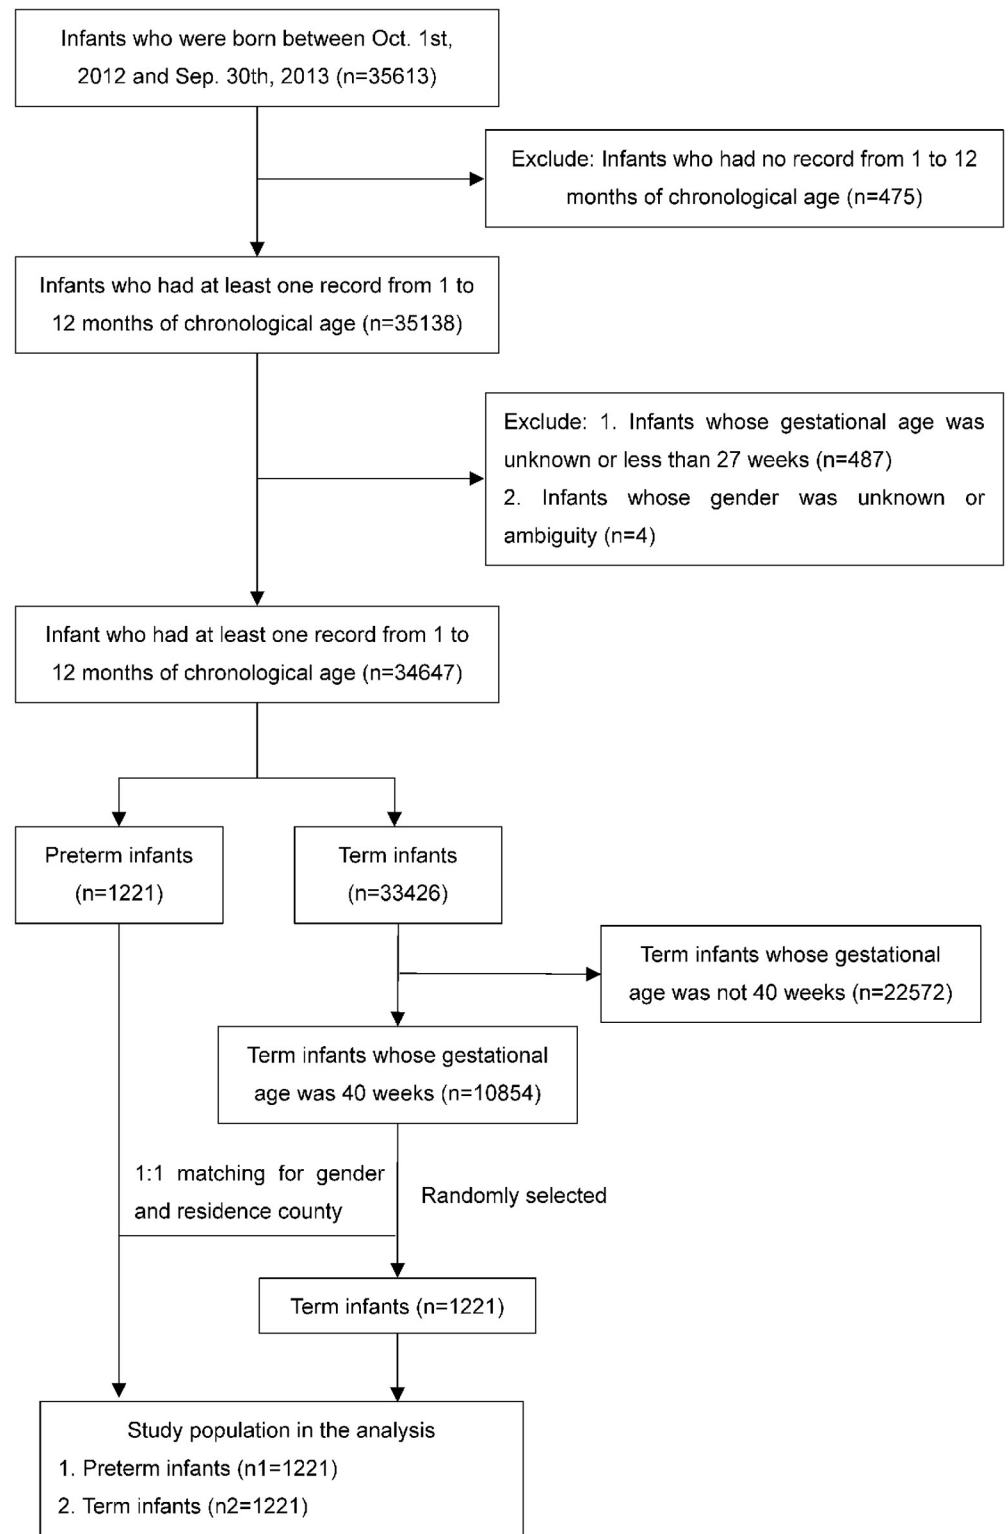 Infants who were born between Oct. 1st,
2012 and Sep. 30th, 2013 (n=35613)
Exclude: Infants who had no record from 1 to 12
months of chronological age (n=475)
Infants who had at least one record from 1 to
12 months of chronological age (n=35138)
Exclude: 1. Infants whose gestational age was
unknown or less than 27 weeks (n=487)
2. Infants whose gender was unknown or
ambiguity (n=4)
Infant who had at least one record from 1 to
12 months of chronological age (n=34647)
Preterm infants
(n=1221)
Term infants
(n=33426)
Term infants whose gestational
age was not 40 weeks (n=22572)
Term infants whose gestational
age was 40 weeks (n=10854)
1:1 matching for gender
and residence county
Randomly selected
Term infants (n=1221)
Study population in the analysis
1. Preterm infants (n1=1221)
2. Term infants (n2=1221)